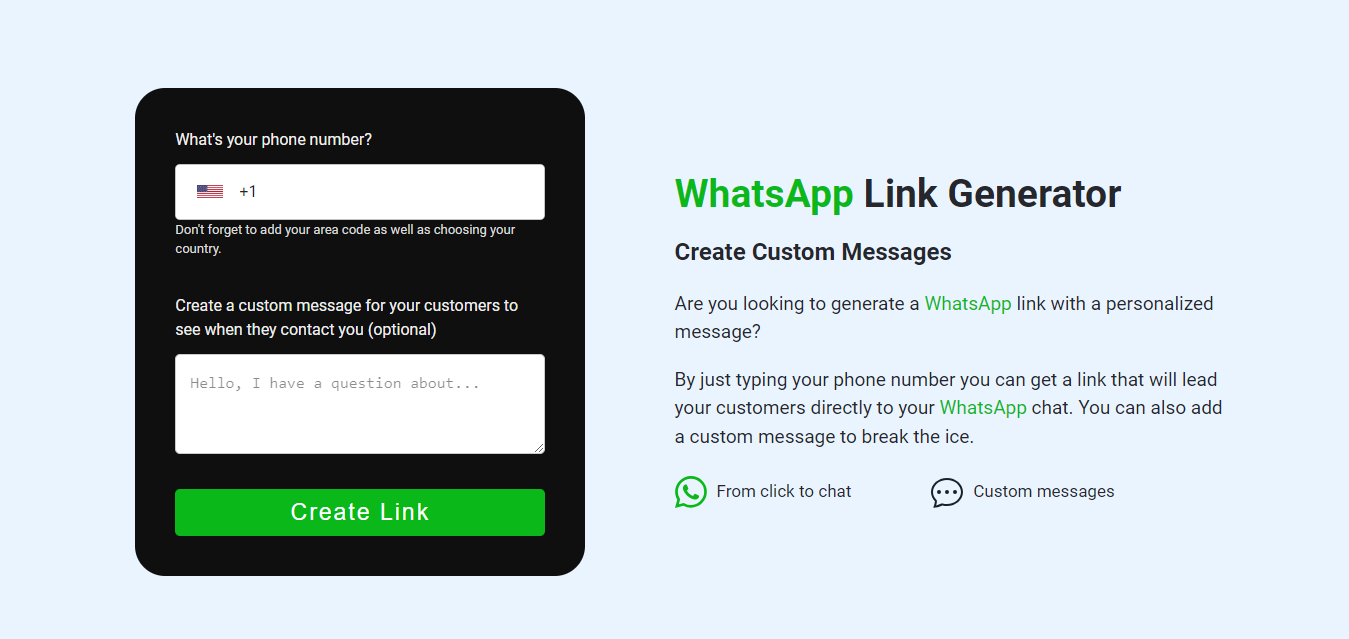 What's your phone number?
+1
Don't forget to add your area code as well as choosing your
country.
Create a custom message for your customers to
see when they contact you (optional)
Hello, I have a question about...
Create Link
WhatsApp Link Generator
Create Custom Messages
Are you looking to generate a WhatsApp link with a personalized
message?
By just typing your phone number you can get a link that will lead
your customers directly to your WhatsApp chat. You can also add
a custom message to break the ice.
From click to chat
Custom messages